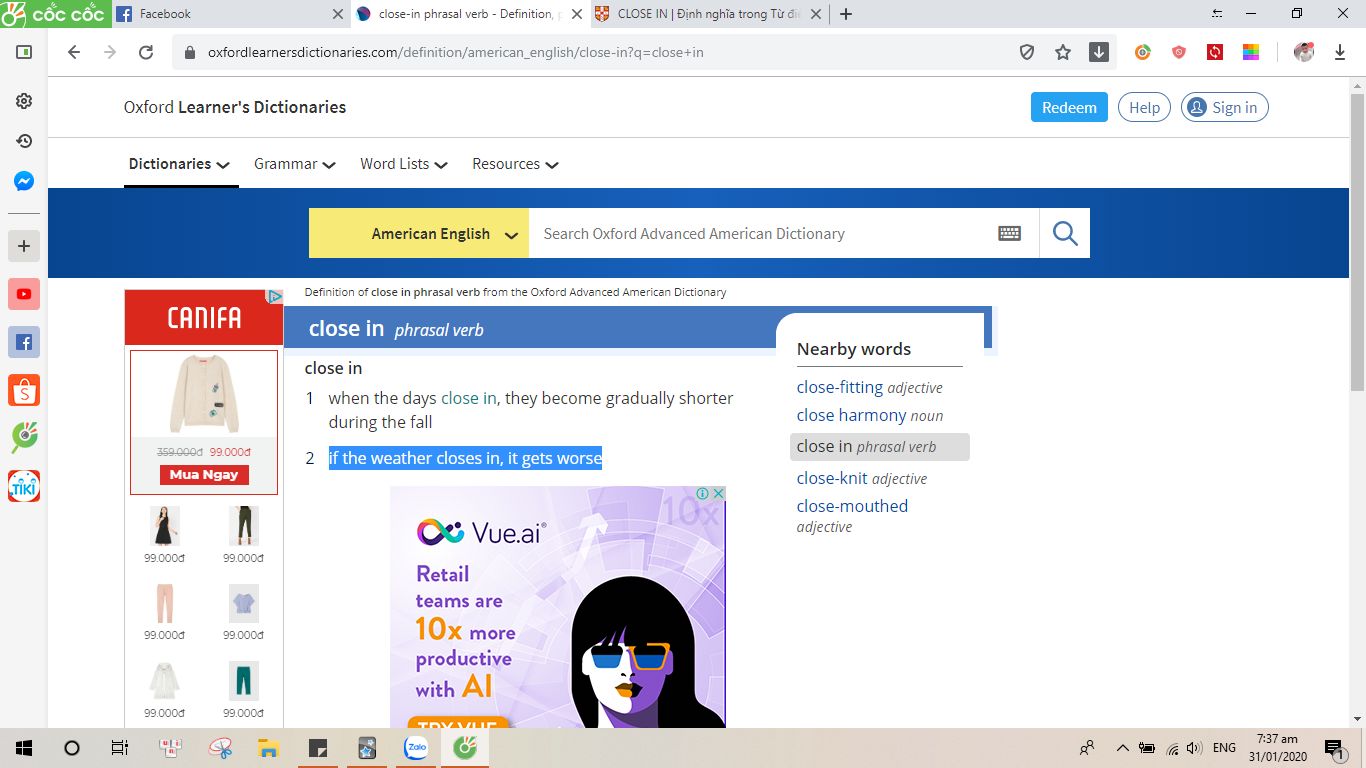 cốc cốc
Facebook
close-in phrasal verb - Definition, p
CLOSE IN | Định nghĩa trong Từ điể
oxfordlearnersdictionaries.com/definition/american_english/close-in?q=close+in
Oxford Learner's Dictionaries
Redeem
Help
Sign in
Dictionaries
Grammar
Word Lists
Resources
American English
Search Oxford Advanced American Dictionary
Definition of close in phrasal verb from the Oxford Advanced American Dictionary
CANIFA
359.000đ 99.000đ
Mua Ngay
99.000đ 99.000đ
99.000đ 99.000đ
99.000đ 99.000đ
close in phrasal verb
close in
1 when the days close in, they become gradually shorter
during the fall
2 if the weather closes in, it gets worse
Nearby words
close-fitting adjective
close harmony noun
close in phrasal verb
close-knit adjective
close-mouthed
adjective
10x
Vue.ai®
Retail
teams are
10x more
productive
with AI
TRY VUE
S
TIKI
Zalo
ENG
7:37 am
31/01/2020
1